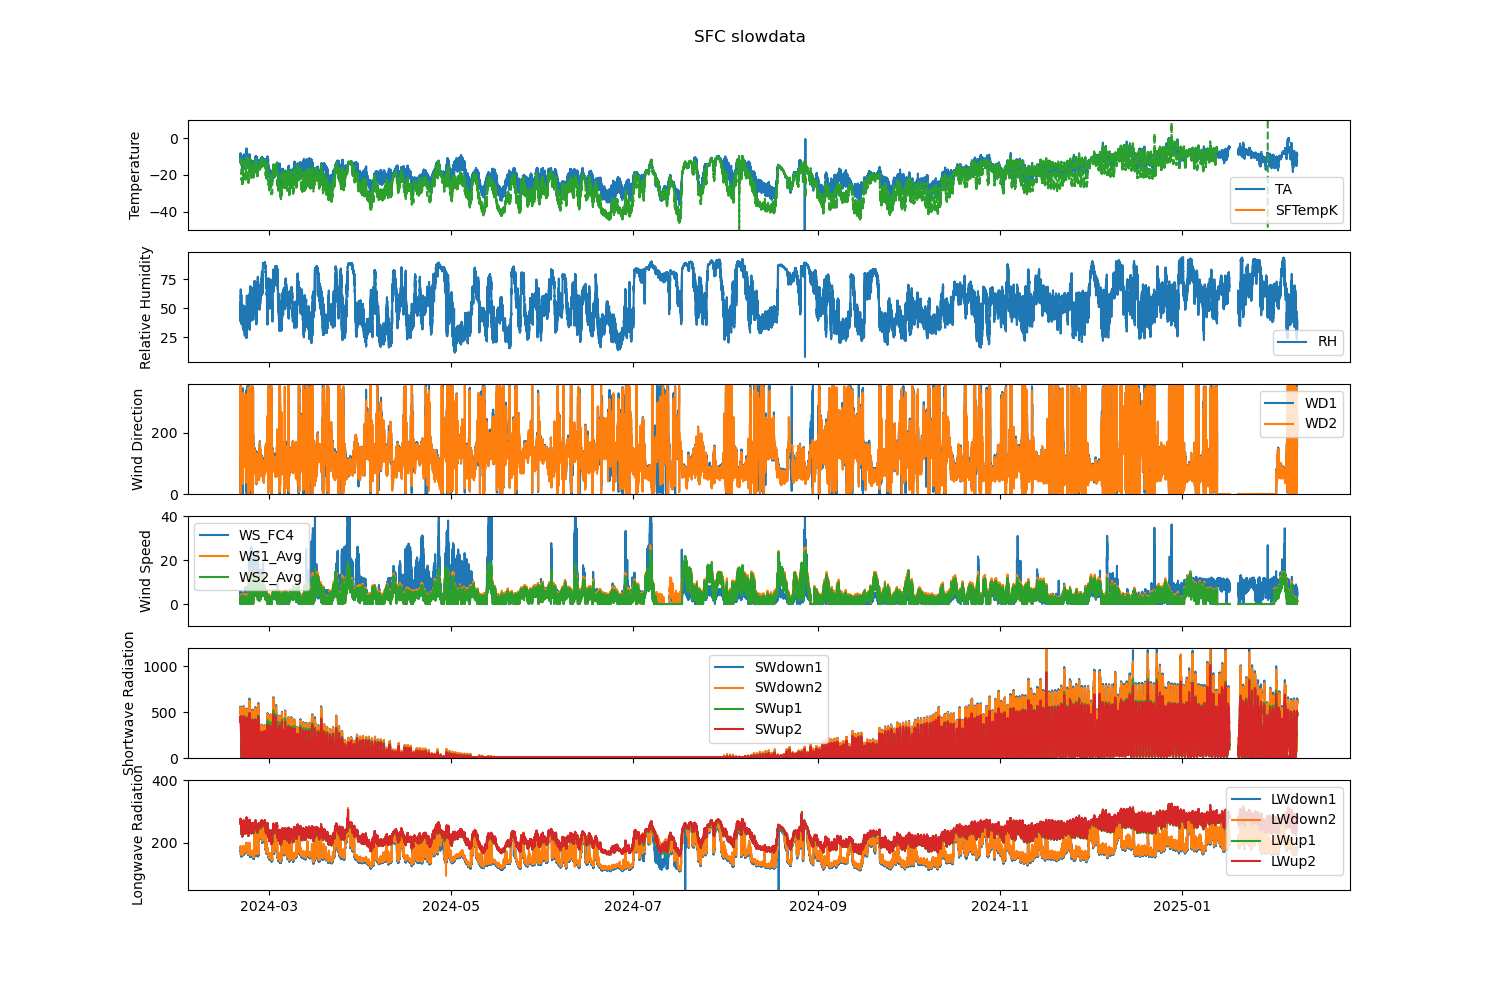 SFC slowdata
Temperature
0
−20
−40
TA
SFTempK
Relative Humidity
75
50
25
RH
Wind Direction
200
0
WD1
WD2
Wind Speed
40
20
0
WS_FC4
WS1_Avg
WS2_Avg
Shortwave Radiation
1000
500
0
SWdown1
SWdown2
SWup1
SWup2
Longwave Radiation
400
200
LWdown1
LWdown2
LWup1
LWup2
2024-03 2024-05 2024-07 2024-09 2024-11 2025-01